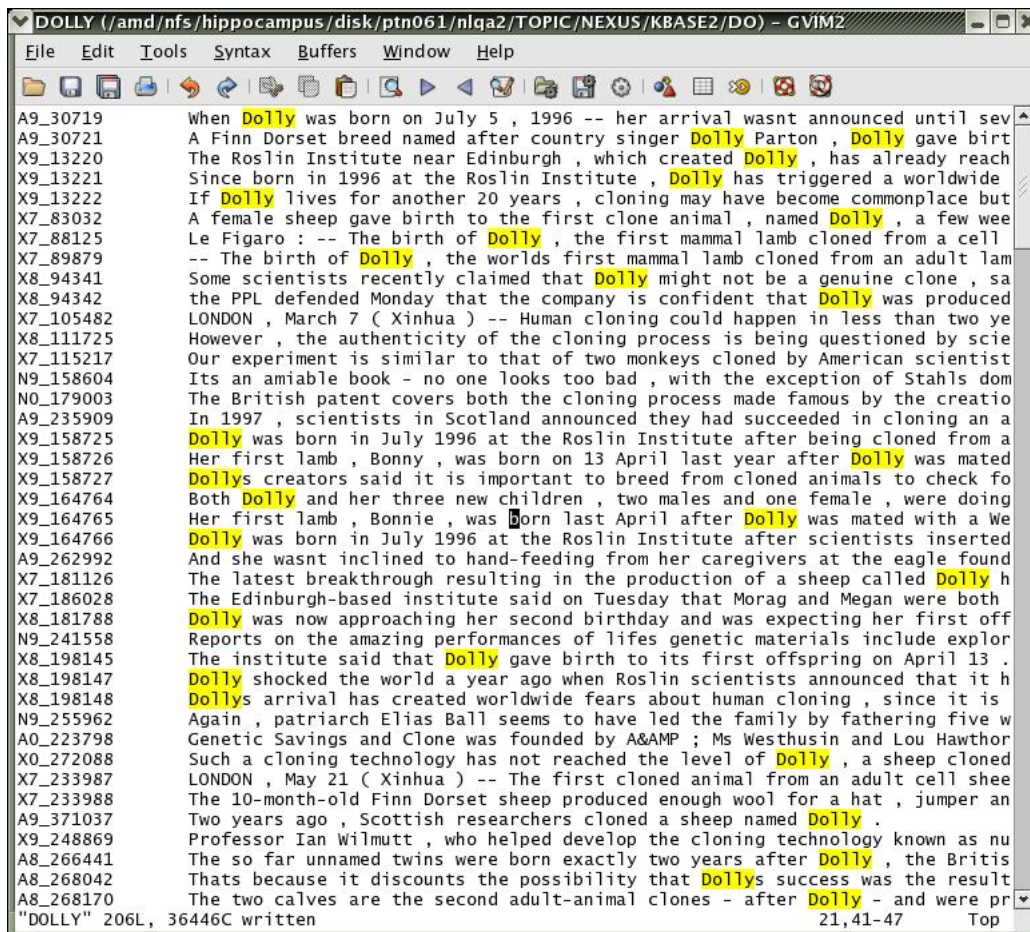 DOLLY (/amd/nfs/hippocampus/disk/ptn061/nlqa2/TOPIC/NEXUS/KBASE2/DO) - GVIM2
File Edit Tools Syntax Buffers Window Help
A9_30719 When Dolly was born on July 5 , 1996 -- her arrival wasnt announced until sev
A9_30721 A Finn Dorset breed named after country singer Dolly Parton , Dolly gave birt
X9_13220 The Roslin Institute near Edinburgh , which created Dolly , has already reach
X9_13221 Since born in 1996 at the Roslin Institute , Dolly has triggered a worldwide
X9_13222 If Dolly lives for another 20 years , cloning may have become commonplace but
X7_83032 A female sheep gave birth to the first clone animal , named Dolly , a few wee
X7_88125 Le Figaro : -- The birth of Dolly , the first mammal lamb cloned from a cell
X7_89879 -- The birth of Dolly , the worlds first mammal lamb cloned from an adult lam
X8_94341 Some scientists recently claimed that Dolly might not be a genuine clone , sa
X8_94342 the PPL defended Monday that the company is confident that Dolly was produced
X7_105482 LONDON , March 7 ( Xinhua ) -- Human cloning could happen in less than two ye
X8_111725 However , the authenticity of the cloning process is being questioned by scie
X7_115217 Our experiment is similar to that of two monkeys cloned by American scientist
N9_158604 Its an amiable book - no one looks too bad , with the exception of Stahls dom
N0_179003 The British patent covers both the cloning process made famous by the creatio
A9_235909 In 1997 , scientists in Scotland announced they had succeeded in cloning an a
X9_158725 Dolly was born in July 1996 at the Roslin Institute after being cloned from a
X9_158726 Her first lamb , Bonny , was born on 13 April last year after Dolly was mated
X9_158727 Dollys creators said it is important to breed from cloned animals to check fo
X9_164764 Both Dolly and her three new children , two males and one female , were doing
X9_164765 Her first lamb , Bonnie , was born last April after Dolly was mated with a We
X9_164766 Dolly was born in July 1996 at the Roslin Institute after scientists inserted
A9_262992 And she wasnt inclined to hand-feeding from her caregivers at the eagle found
X7_181126 The latest breakthrough resulting in the production of a sheep called Dolly h
X7_186028 The Edinburgh-based institute said on Tuesday that Morag and Megan were both
X8_181788 Dolly was now approaching her second birthday and was expecting her first off
N9_241558 Reports on the amazing performances of lifes genetic materials include explor
X8_198145 The institute said that Dolly gave birth to its first offspring on April 13 .
X8_198147 Dolly shocked the world a year ago when Roslin scientists announced that it h
X8_198148 Dollys arrival has created worldwide fears about human cloning , since it is
N9_255962 Again , patriarch Elias Ball seems to have led the family by fathering five w
A0_223798 Genetic Savings and Clone was founded by A&AMP ; Ms Westhusin and Lou Hawthor
X0_272088 Such a cloning technology has not reached the level of Dolly , a sheep cloned
X7_233987 LONDON , May 21 ( Xinhua ) -- The first cloned animal from an adult cell shee
X7_233988 The 10-month-old Finn Dorset sheep produced enough wool for a hat , jumper an
A9_371037 Two years ago , Scottish researchers cloned a sheep named Dolly .
X9_248869 Professor Ian Wilmutt , who helped develop the cloning technology known as nu
A8_266441 The so far unnamed twins were born exactly two years after Dolly , the Britis
A8_268042 Thats because it discounts the possibility that Dollys success was the result
A8_268170 The two calves are the second adult-animal clones - after Dolly - and were pr
"DOLLY" 206L, 36446C written 21,41-47 Top